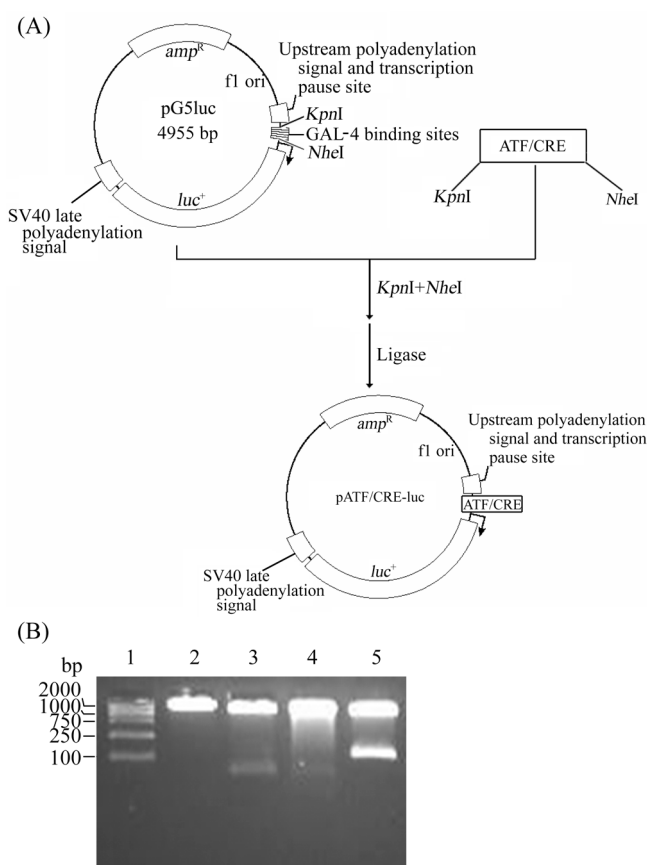 (A)
amp^R
f1 ori
Upstream polyadenylation
signal and transcription
pause site
pG5luc
4955 bp
KpnI
GAL-4 binding sites
NheI
luc^+
SV40 late
polyadenylation
signal
ATF/CRE
KpnI
NheI
KpnI+NheI
Ligase
amp^R
f1 ori
Upstream polyadenylation
signal and transcription
pause site
pATF/CRE-luc
ATF/CRE
luc^+
SV40 late
polyadenylation
signal
(B)
bp 1 2 3 4 5
2000
1000
750
250
100